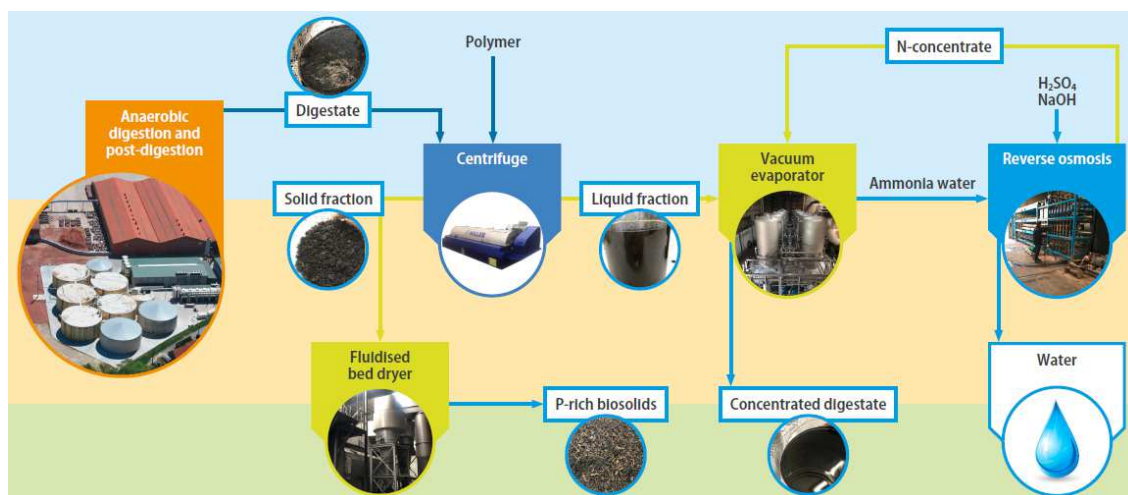 Polymer
N-concentrate
H₂SO₄
NaOH
Digestate
Anaerobic
digestion and
post-digestion
Centrifuge
Vacuum
evaporator
Reverse osmosis
Ammonia water
Solid fraction
Liquid fraction
Fluidised
bed dryer
Water
P-rich biosolids
Concentrated digestate